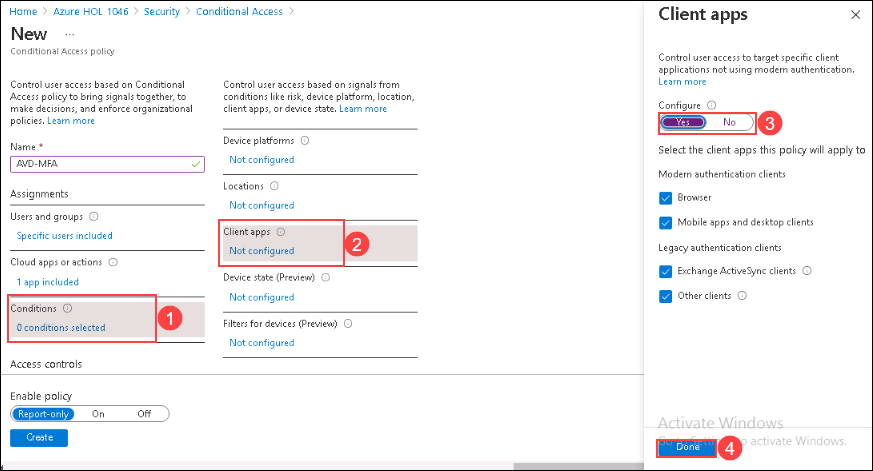 Home > Azure HOL 1046 > Security > Conditional Access >
New ...
Conditional Access policy
Control user access based on Conditional
Access policy to bring signals together, to
make decisions, and enforce organizational
policies. Learn more
Name *
AVD-MFA
Assignments
Users and groups
Specific users included
Cloud apps or actions
1 app included
Conditions
0 conditions selected
1
Access controls
Enable policy
Report-only On Off
Create
Control user access based on signals from
conditions like risk, device platform, location,
client apps, or device state. Learn more
Device platforms
Not configured
Locations
Not configured
Client apps
Not configured
2
Device state (Preview)
Not configured
Filters for devices (Preview)
Not configured
Client apps
Control user access to target specific client
applications not using modern authentication.
Learn more
Configure
Yes No
3
Select the client apps this policy will apply to
Modern authentication clients
Browser
Mobile apps and desktop clients
Legacy authentication clients
Exchange ActiveSync clients
Other clients
Activate Windows
to activate Windows.
Done
4